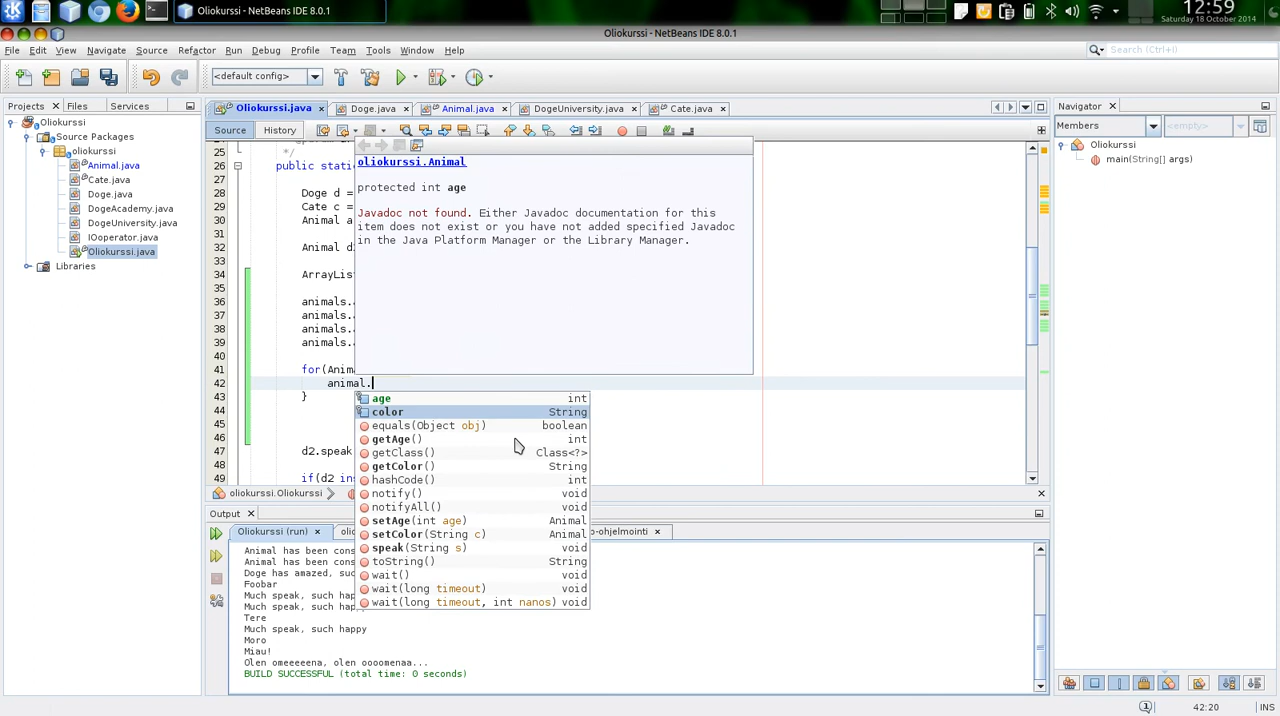 Oliokurssi - NetBeans IDE 8.0.1
12:59
Saturday 18 October 2014
Oliokurssi - NetBeans IDE 8.0.1
File Edit View Navigate Source Refactor Run Debug Profile Team Tools Window Help
Search (Ctrl+I)
<default config>
Projects Files Services
Oliokurssi.java Doge.java Animal.java DogeUniversity.java Cate.java
Navigator
Source History
Members <empty>
Oliokurssi
Source Packages
oliokurssi
Animal.java
Cate.java
Doge.java
DogeAcademy.java
DogeUniversity.java
IOoperator.java
Oliokurssi.java
Libraries
Oliokurssi
main(String[] args)
25 */
26 public stati
27
28 Doge d =
29 Cate c =
30 Animal a
31
32 Animal d2
33
34 ArrayList
35
36 animals.
37 animals.
38 animals.
39 animals.
40
41 for(Anima
42 animal.
43 }
44
45
46
47 d2.speak
48
49 if(d2 ins
oliokurssi.Animal
protected int age
Javadoc not found. Either Javadoc documentation for this
item does not exist or you have not added specified Javadoc
in the Java Platform Manager or the Library Manager.
age int
color String
equals(Object obj) boolean
getAge() int
getClass() Class<?>
getColor() String
hashCode() int
notify() void
notifyAll() void
setAge(int age) Animal
setColor(String c) Animal
speak(String s) void
toString() String
wait() void
wait(long timeout) void
wait(long timeout, int nanos) void
oliokurssi.Oliokurssi
Output
Oliokurssi (run)
o-ohjelmointi
Animal has been cons
Animal has been cons
Doge has amazed, suc
Foobar
Much speak, such hap
Tere
Much speak, such happy
Moro
Miau!
Olen omeeeeena, olen oooomenaa...
BUILD SUCCESSFUL (total time: 0 seconds)
1 42:20 INS